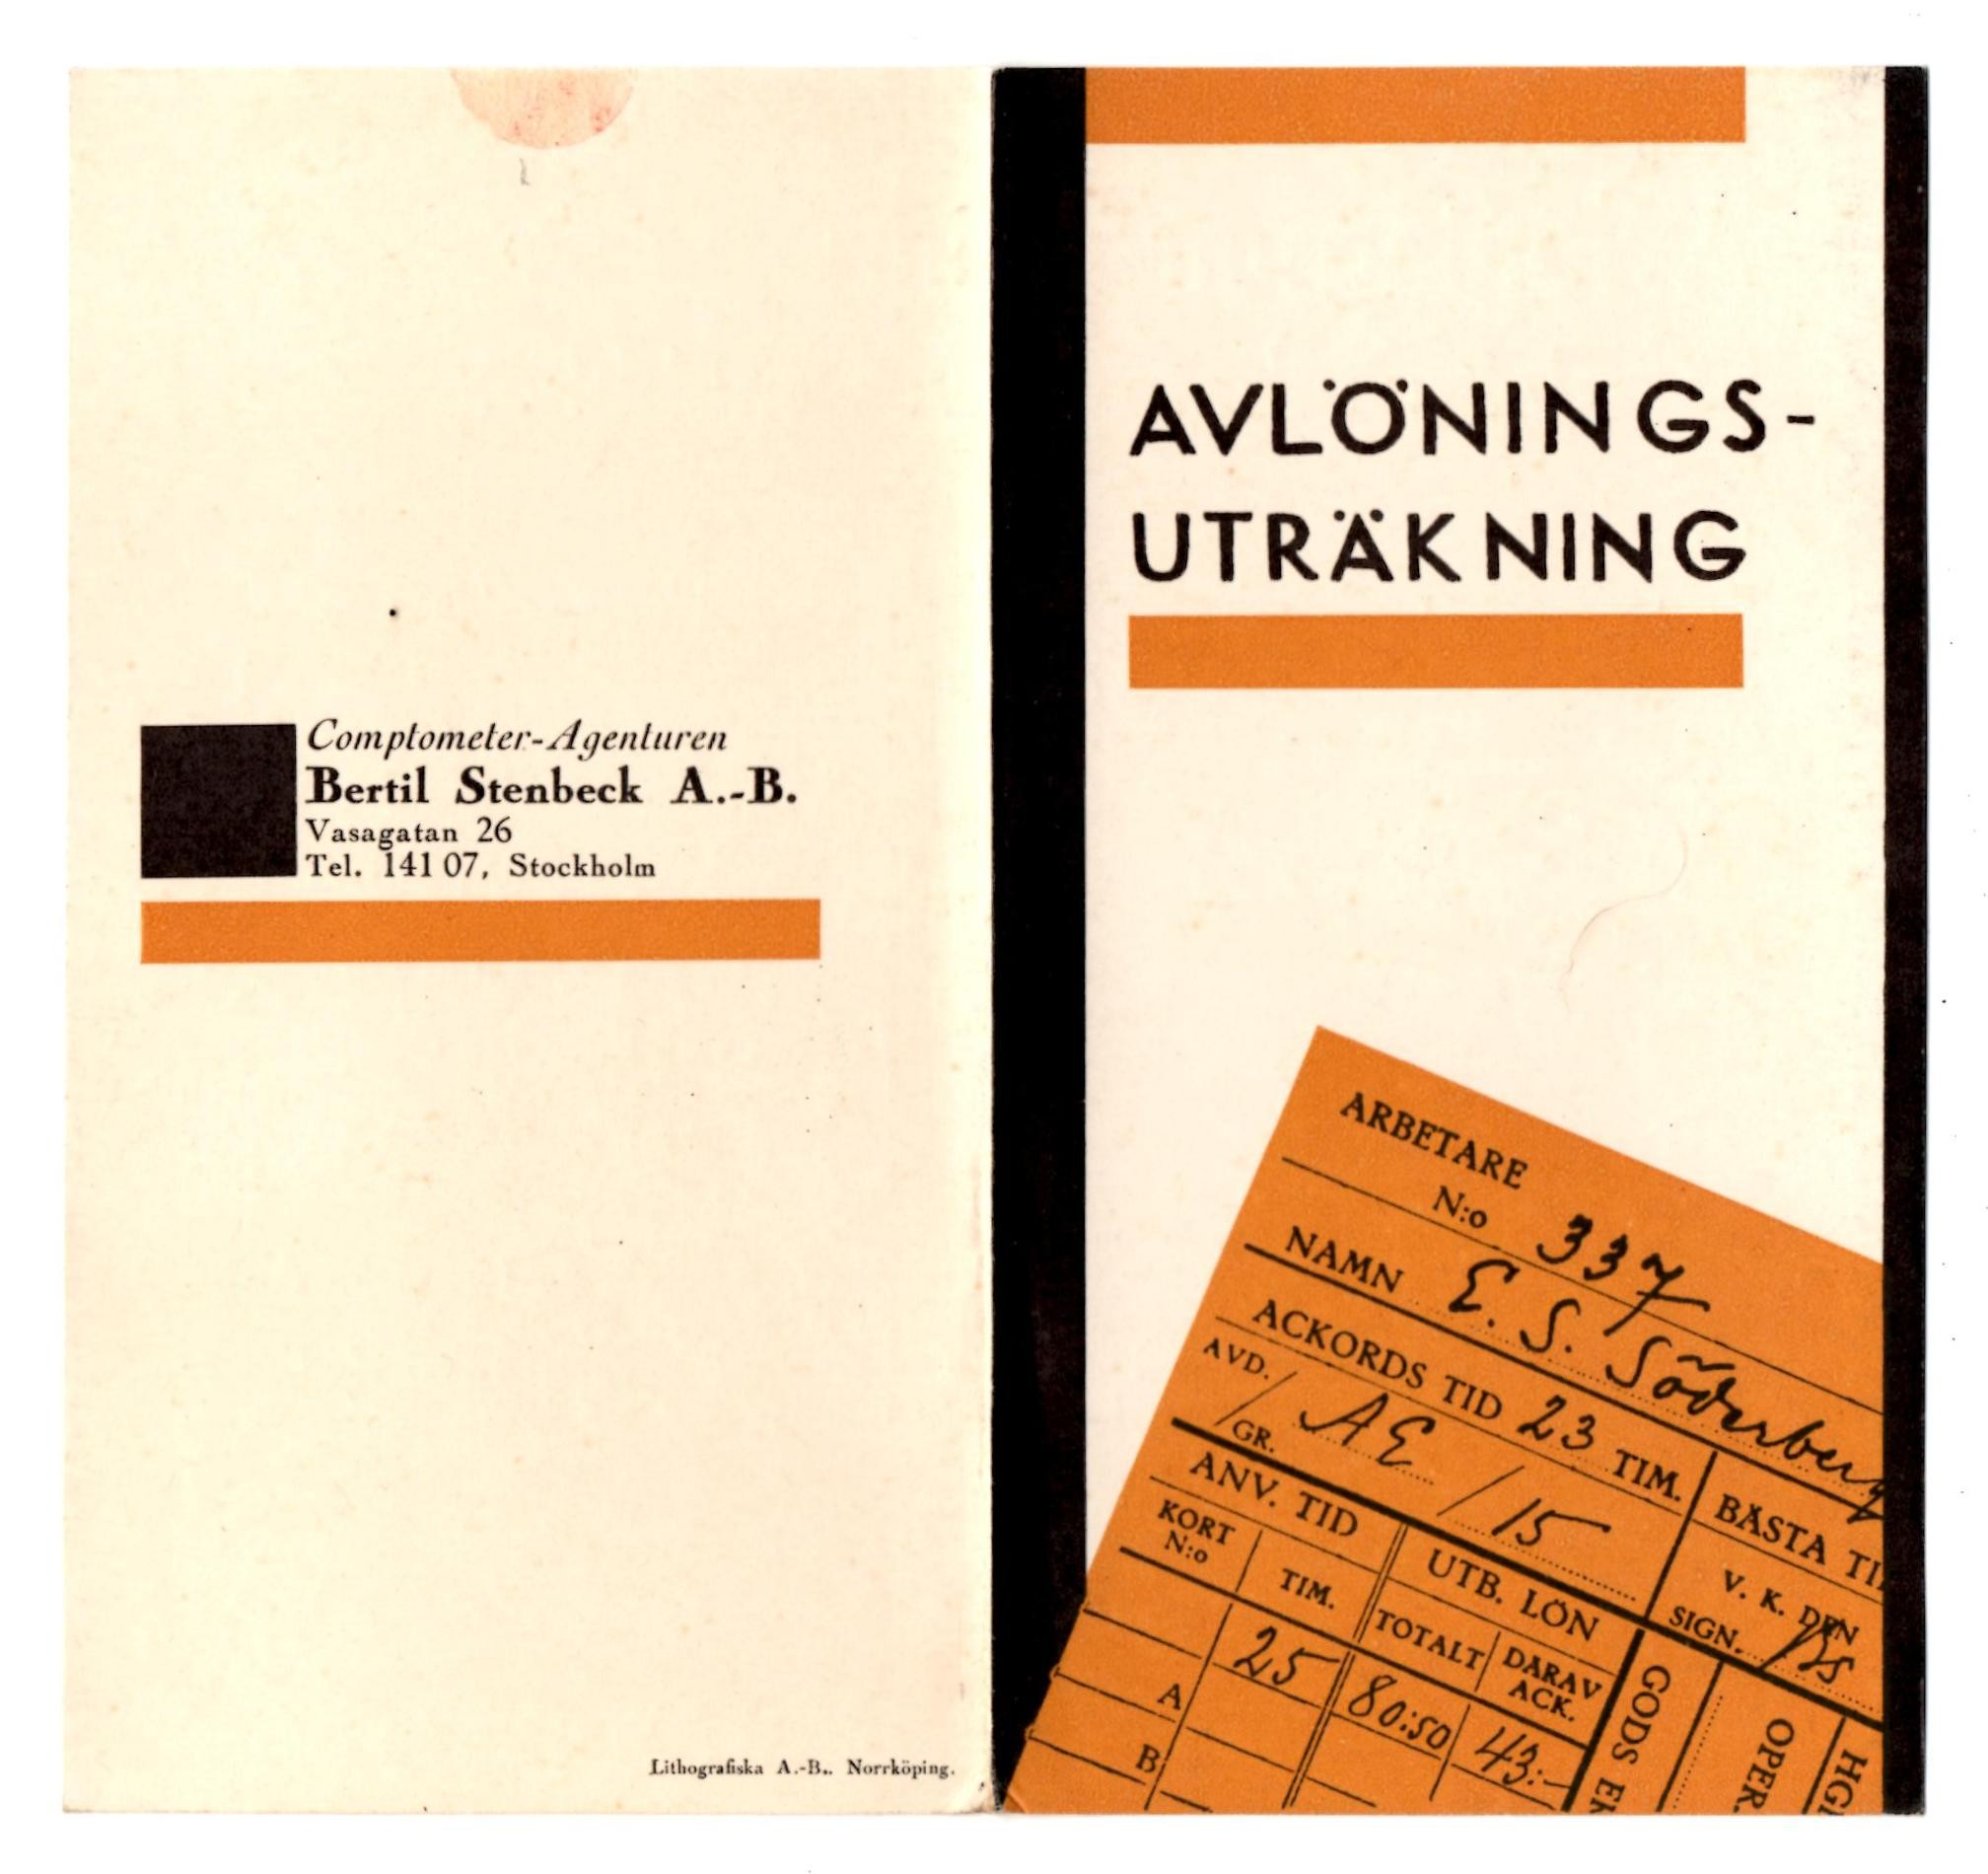 Comptometer-Agenturen
Bertil Stenbeck A.-B.
Vasagatan 26
Tel. 141 07, Stockholm
Lithografiska A.-B., Norrköping.
AVLÖNINGS-
UTRÄKNING
ARBETARE
N:o 337
NAMN E. S. Söderberg
ACKORDS TID 23 TIM.
BÄSTA TI
AVD. / GR. AE / 15
V. K. DEN
SIGN.
ANV. TID
UTB. LÖN
KORT N:o
TIM.
TOTALT
DARAV ACK.
25
80:50
43:-
A
B
GODS
OPER.